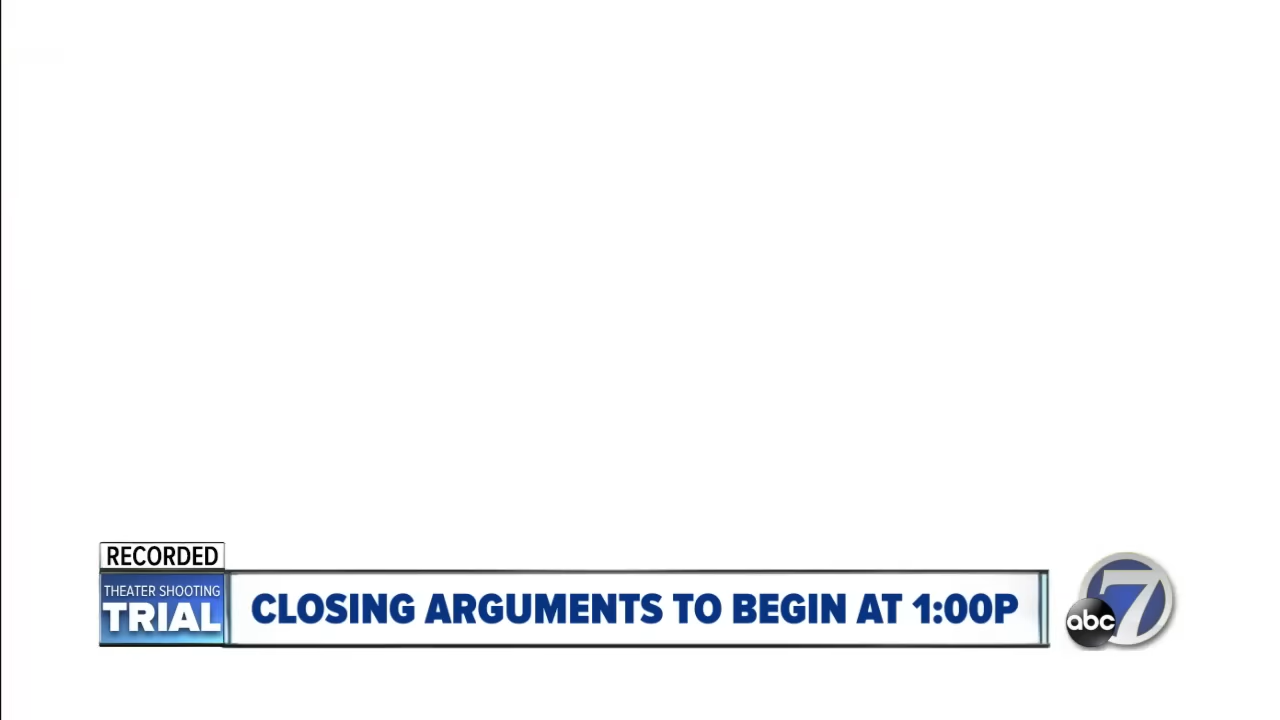 RECORDED
THEATER SHOOTING
TRIAL
CLOSING ARGUMENTS TO BEGIN AT 1:00P
abc
7